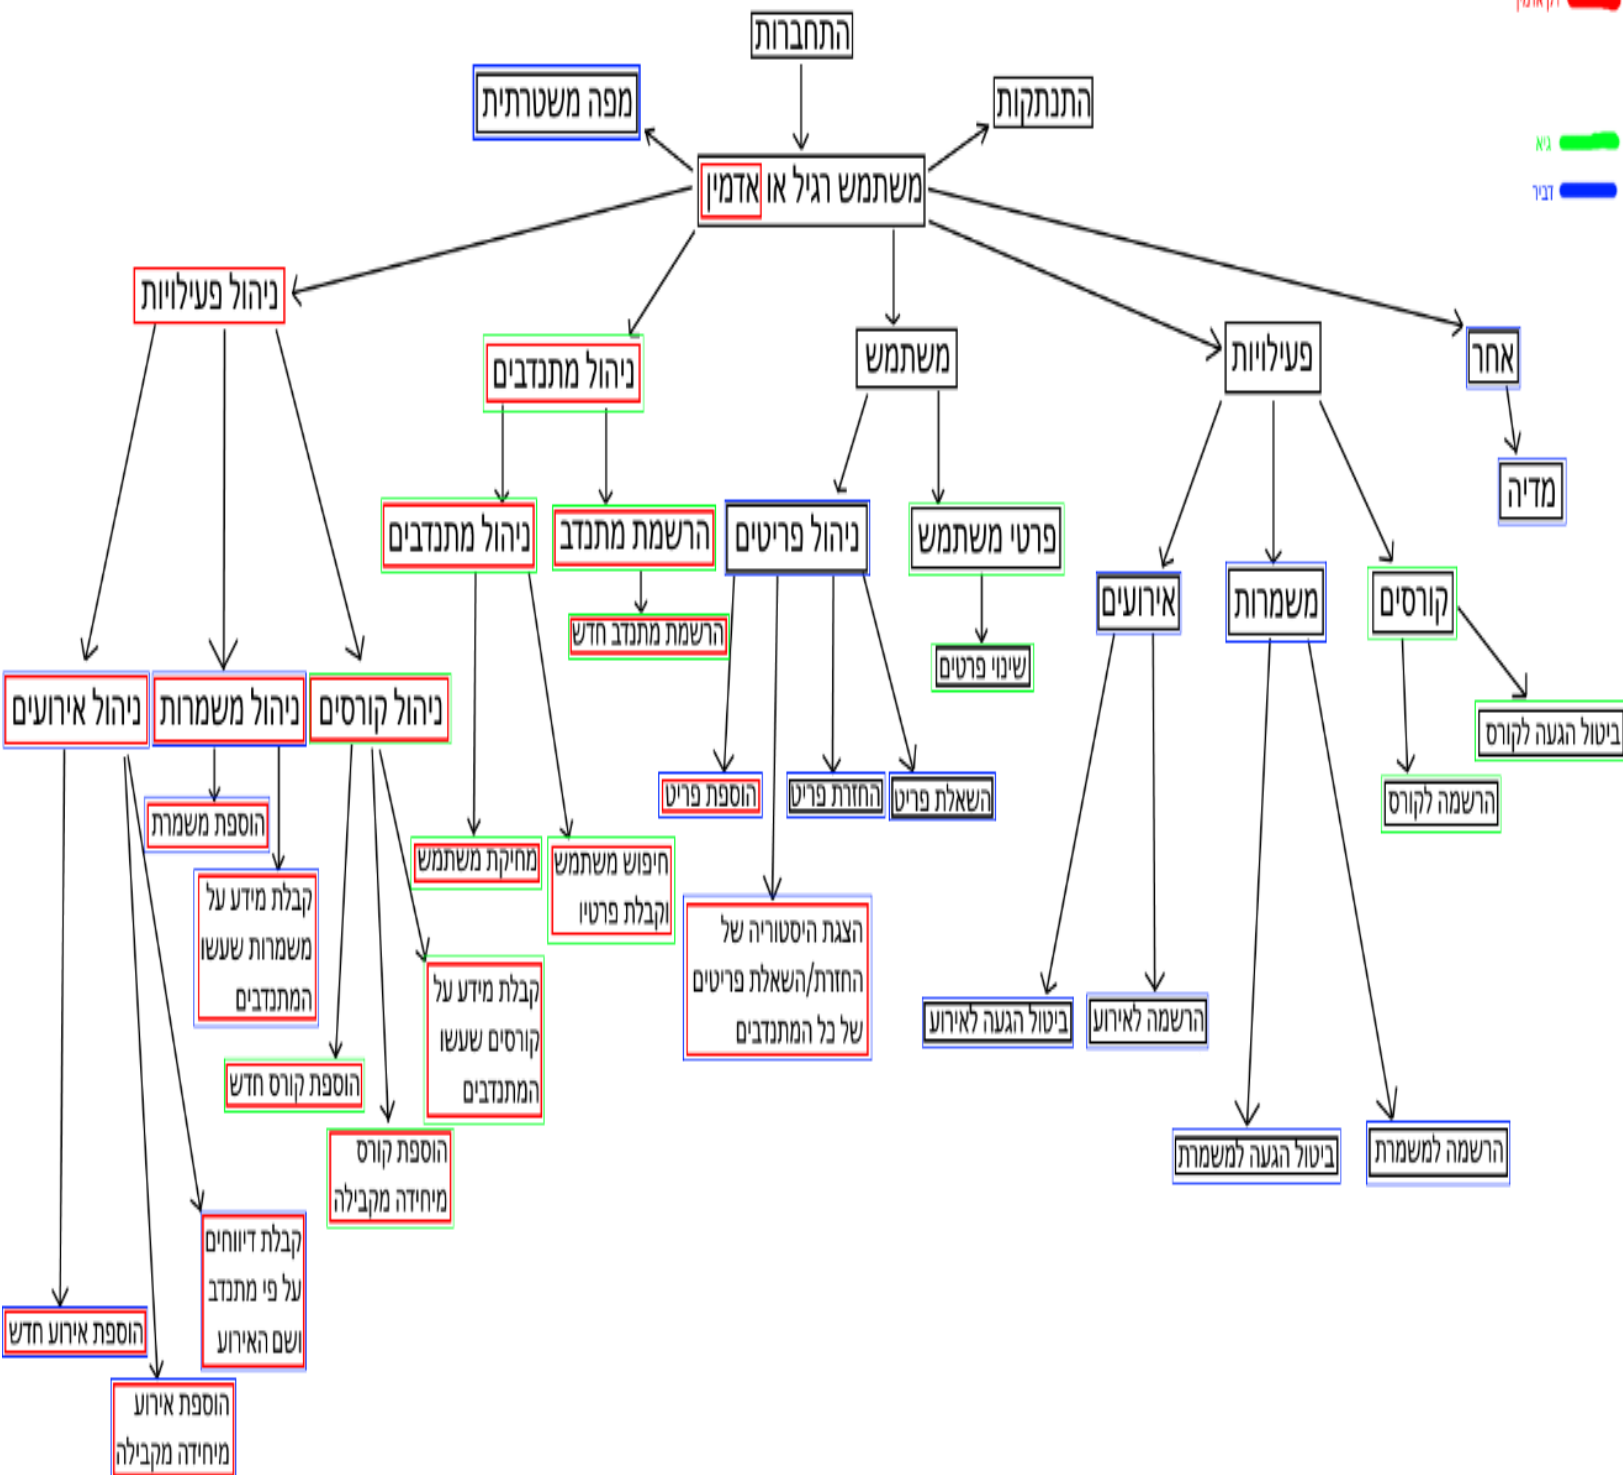 רק אדמין
התחברות
התנתקות
מפה משטרתית
גיא
דביר
משתמש רגיל או אדמין
ניהול פעילויות
אחר
פעילויות
משתמש
ניהול מתנדבים
מדיה
פרטי משתמש
ניהול פריטים
הרשמת מתנדב
ניהול מתנדבים
קורסים
משמרות
אירועים
הרשמת מתנדב חדש
שינוי פרטים
ניהול קורסים
ניהול משמרות
ניהול אירועים
ביטול הגעה לקורס
הרשמה לקורס
השאלת פריט
החזרת פריט
הוספת פריט
הוספת משמרת
חיפוש משתמש
וקבלת פרטיו
מחיקת משתמש
קבלת מידע על
משמרות שעשו
המתנדבים
הצגת היסטוריה של
החזרת/השאלת פריטים
של כל המתנדבים
קבלת מידע על
קורסים שעשו
המתנדבים
הרשמה לאירוע
ביטול הגעה לאירוע
הוספת קורס חדש
הרשמה למשמרת
ביטול הגעה למשמרת
הוספת קורס
מיחידה מקבילה
קבלת דיווחים
על פי מתנדב
ושם האירוע
הוספת אירוע חדש
הוספת אירוע
מיחידה מקבילה